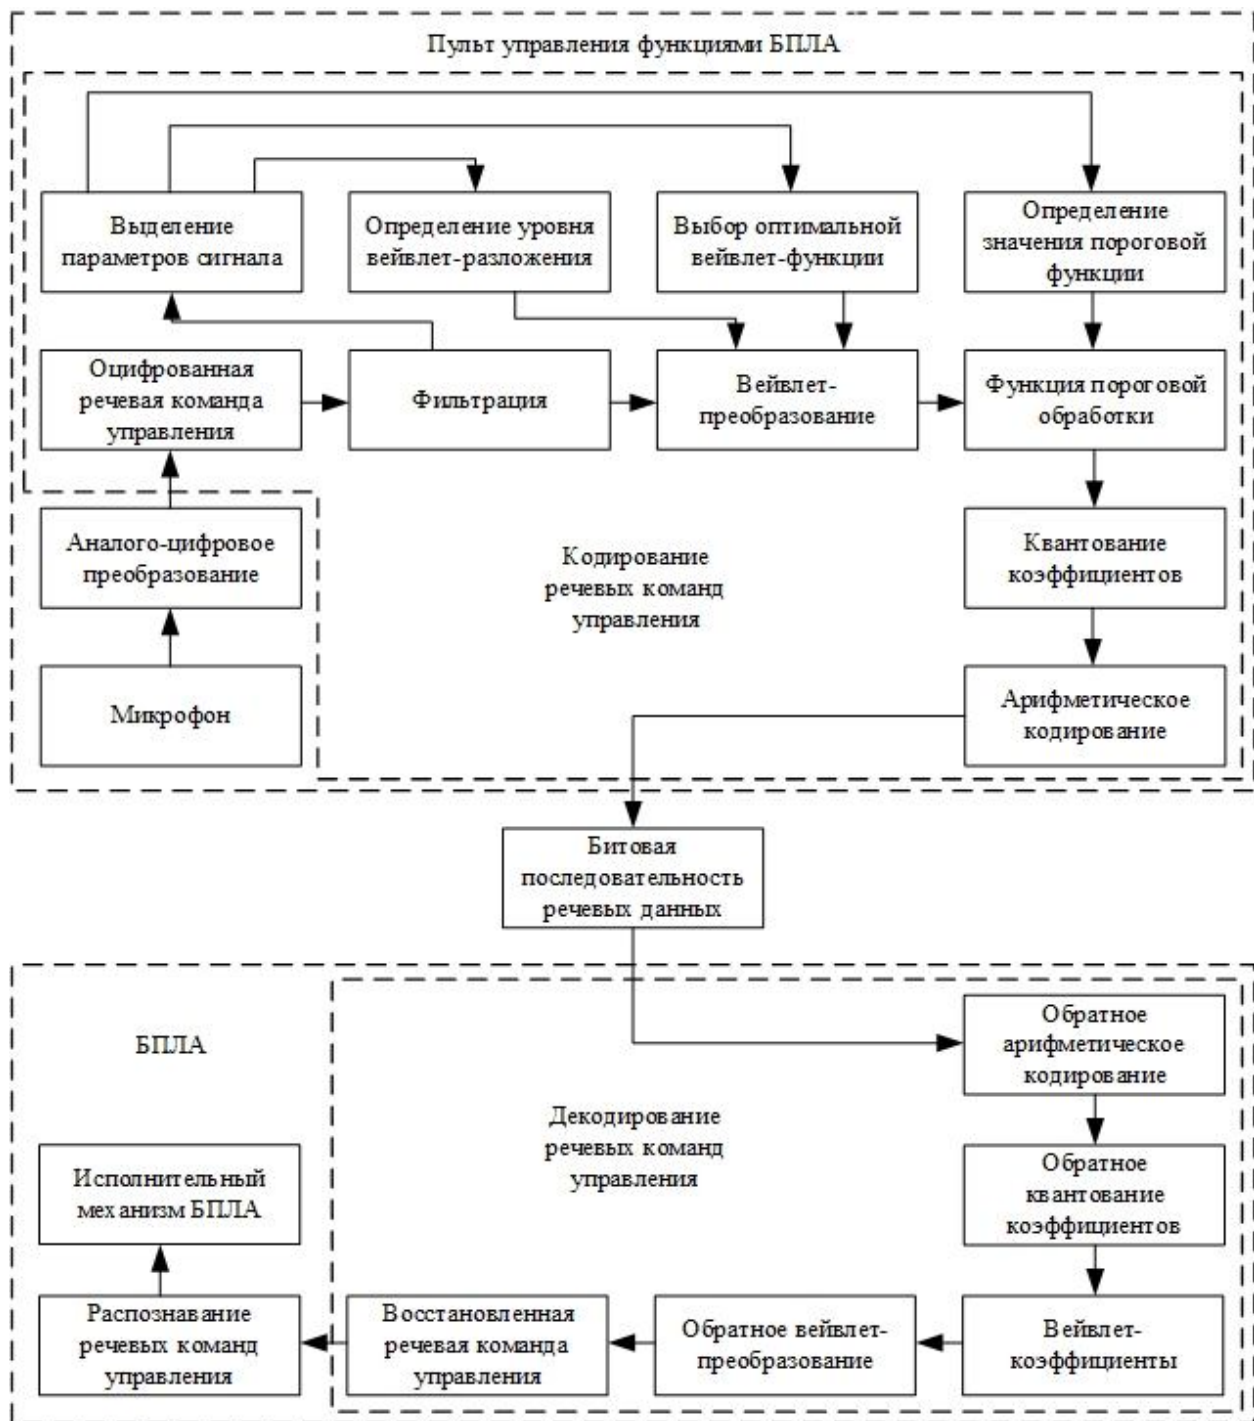 Пульт управления функциями БПЛА
Выделение
параметров сигнала
Определение уровня
вейвлет-разложения
Выбор оптимальной
вейвлет-функции
Определение
значения пороговой
функции
Оцифрованная
речевая команда
управления
Фильтрация
Вейвлет-
преобразование
Функция пороговой
обработки
Аналого-цифровое
преобразование
Кодирование
речевых команд
управления
Квантование
коэффициентов
Микрофон
Арифметическое
кодирование
Битовая
последовательность
речевых данных
БПЛА
Обратное
арифметическое
кодирование
Декодирование
речевых команд
управления
Исполнительный
механизм БПЛА
Обратное
квантование
коэффициентов
Распознавание
речевых команд
управления
Восстановленная
речевая команда
управления
Обратное вейвлет-
преобразование
Вейвлет-
коэффициенты